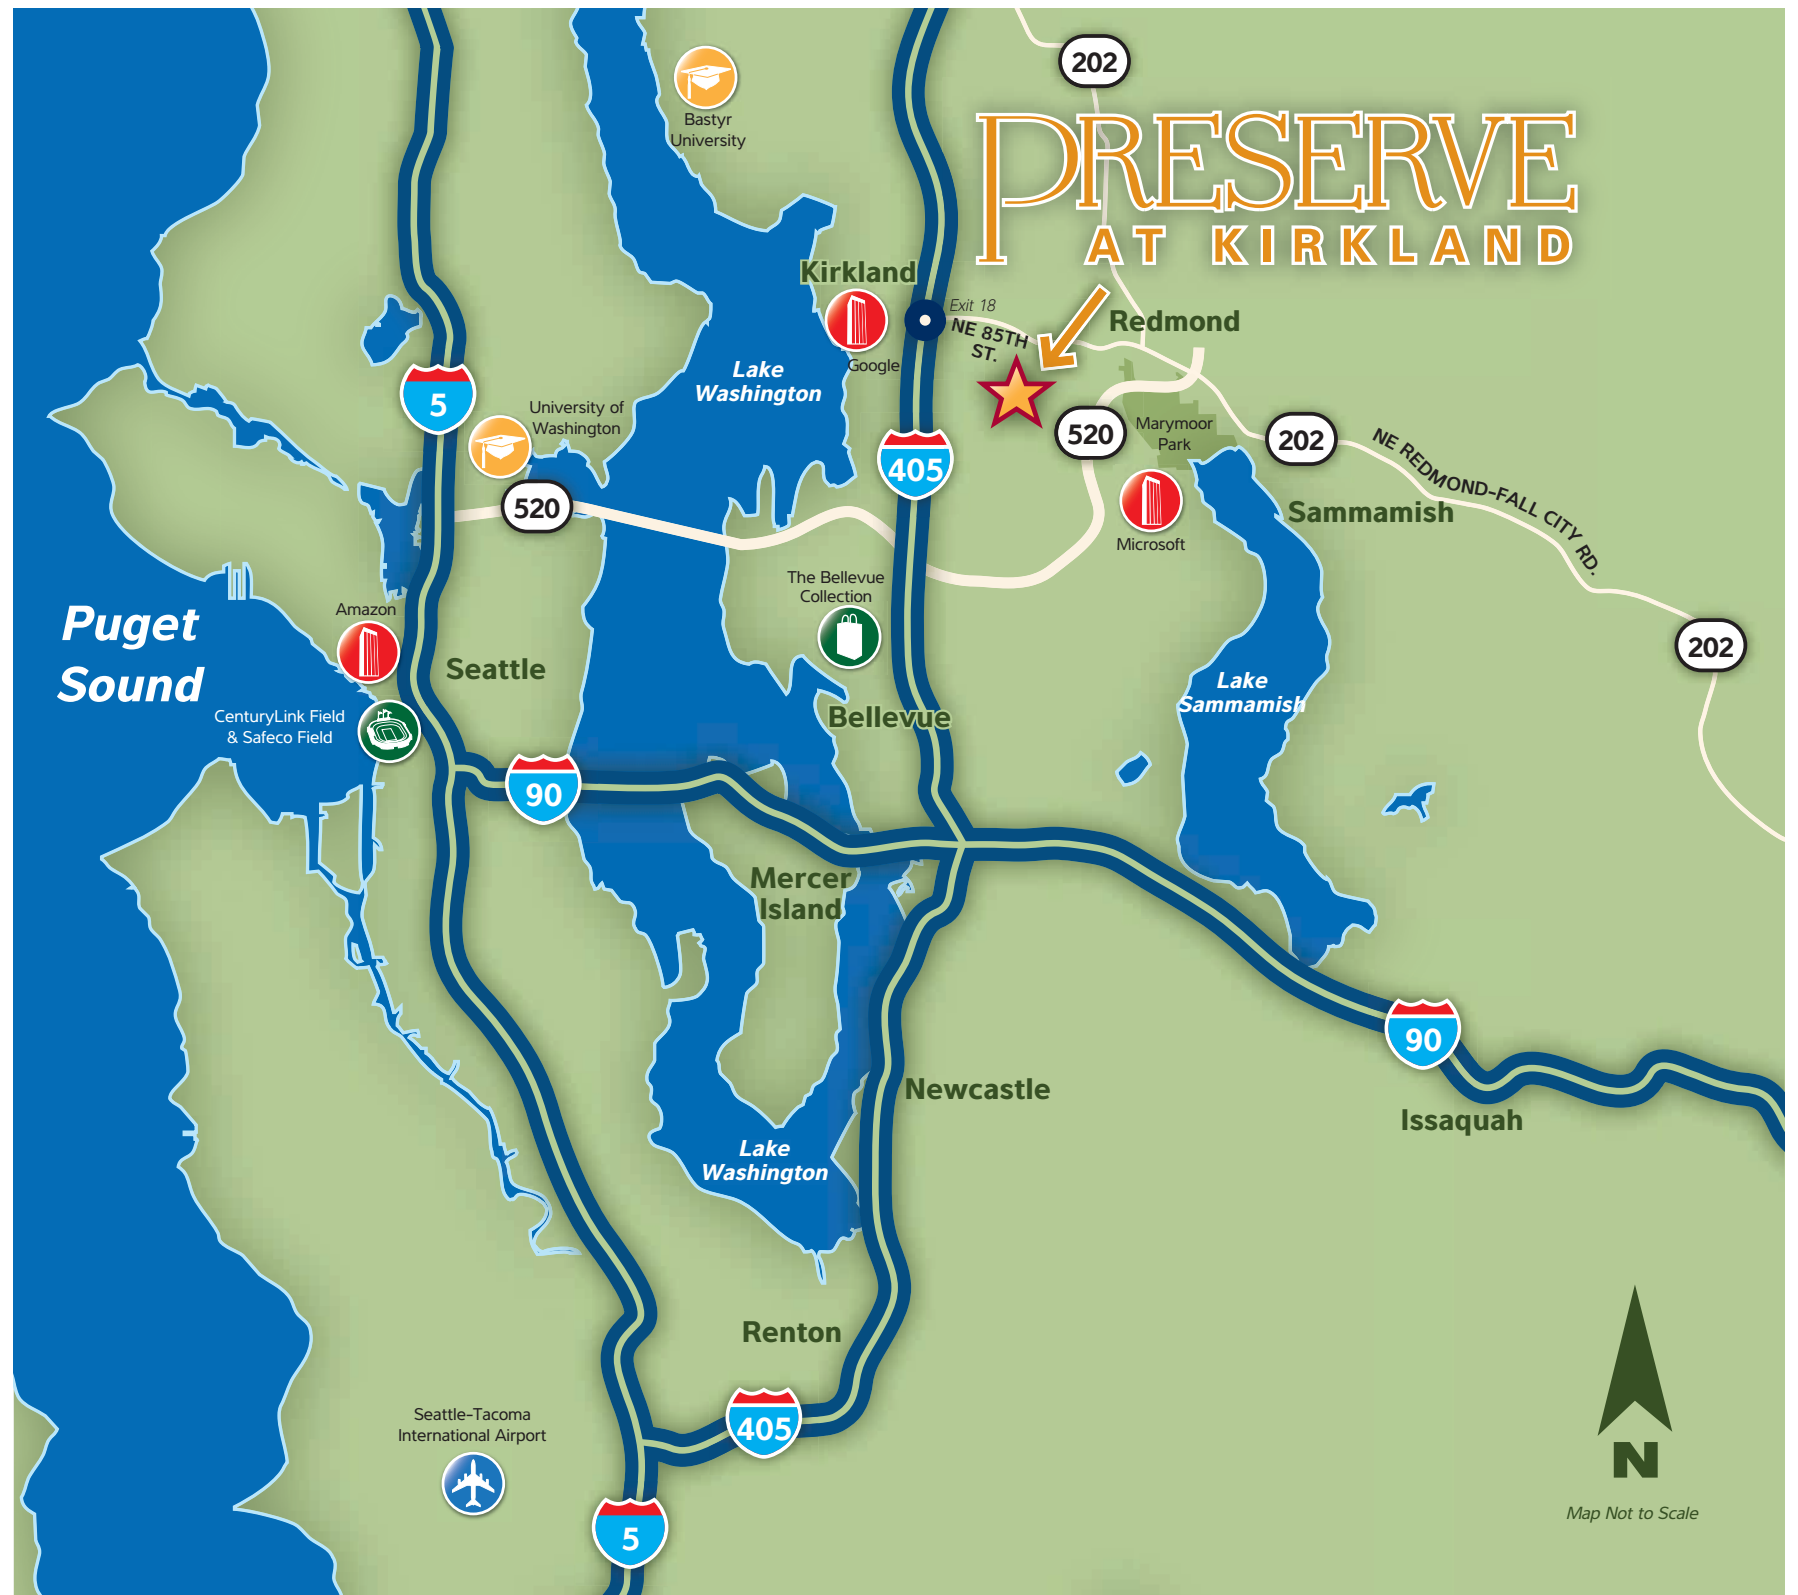 202
Bastyr
University
PRESERVE
AT KIRKLAND
Kirkland
Exit 18
NE 85TH
ST.
Redmond
Google
Lake
Washington
5
University of
Washington
520
Marymoor
Park
202
NE REDMOND-FALL CITY RD.
405
520
Microsoft
Sammamish
The Bellevue
Collection
Amazon
Puget
Sound
Seattle
202
Lake
Sammamish
CenturyLink Field
& Safeco Field
Bellevue
90
Mercer
Island
90
Newcastle
Issaquah
Lake
Washington
Renton
Seattle-Tacoma
International Airport
405
N
Map Not to Scale
5